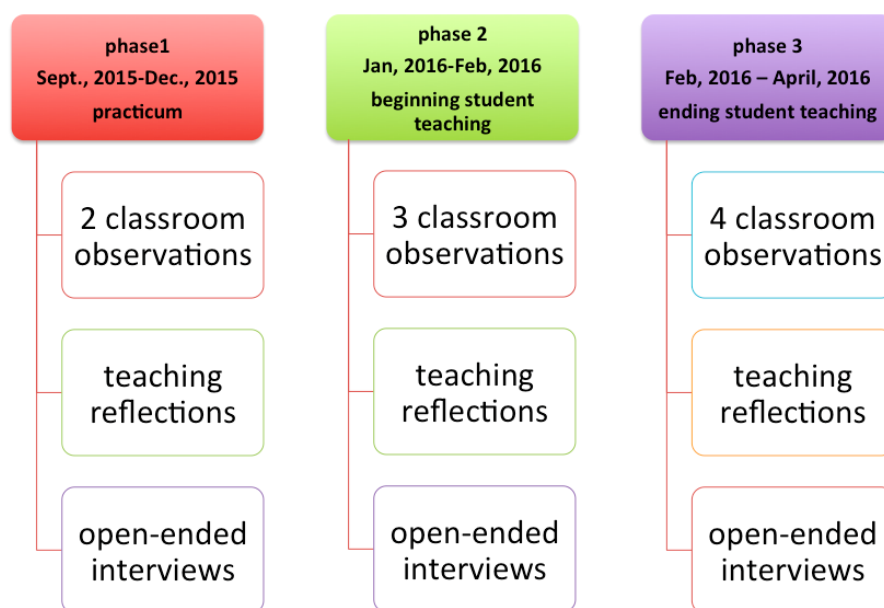 phase1
Sept., 2015-Dec., 2015
practicum
2 classroom
observations
teaching
reflections
open-ended
interviews
phase 2
Jan, 2016-Feb, 2016
beginning student
teaching
3 classroom
observations
teaching
reflections
open-ended
interviews
phase 3
Feb, 2016 – April, 2016
ending student teaching
4 classroom
observations
teaching
reflections
open-ended
interviews